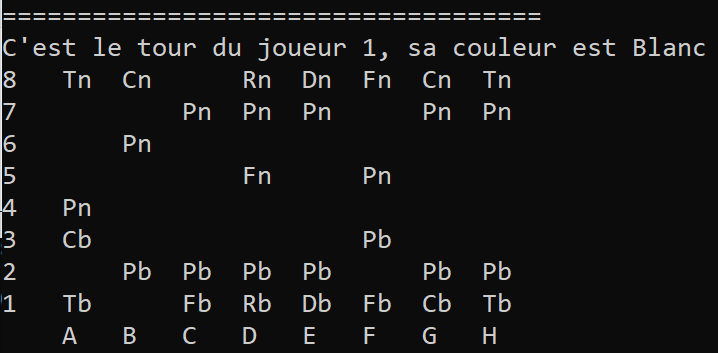 ====================================
C'est le tour du joueur 1, sa couleur est Blanc
8 Tn Cn Rn Dn Fn Cn Tn
7 Pn Pn Pn Pn Pn
6 Pn
5 Fn Pn
4 Pn
3 Cb Pb
2 Pb Pb Pb Pb Pb Pb
1 Tb Fb Rb Db Fb Cb Tb
A B C D E F G H